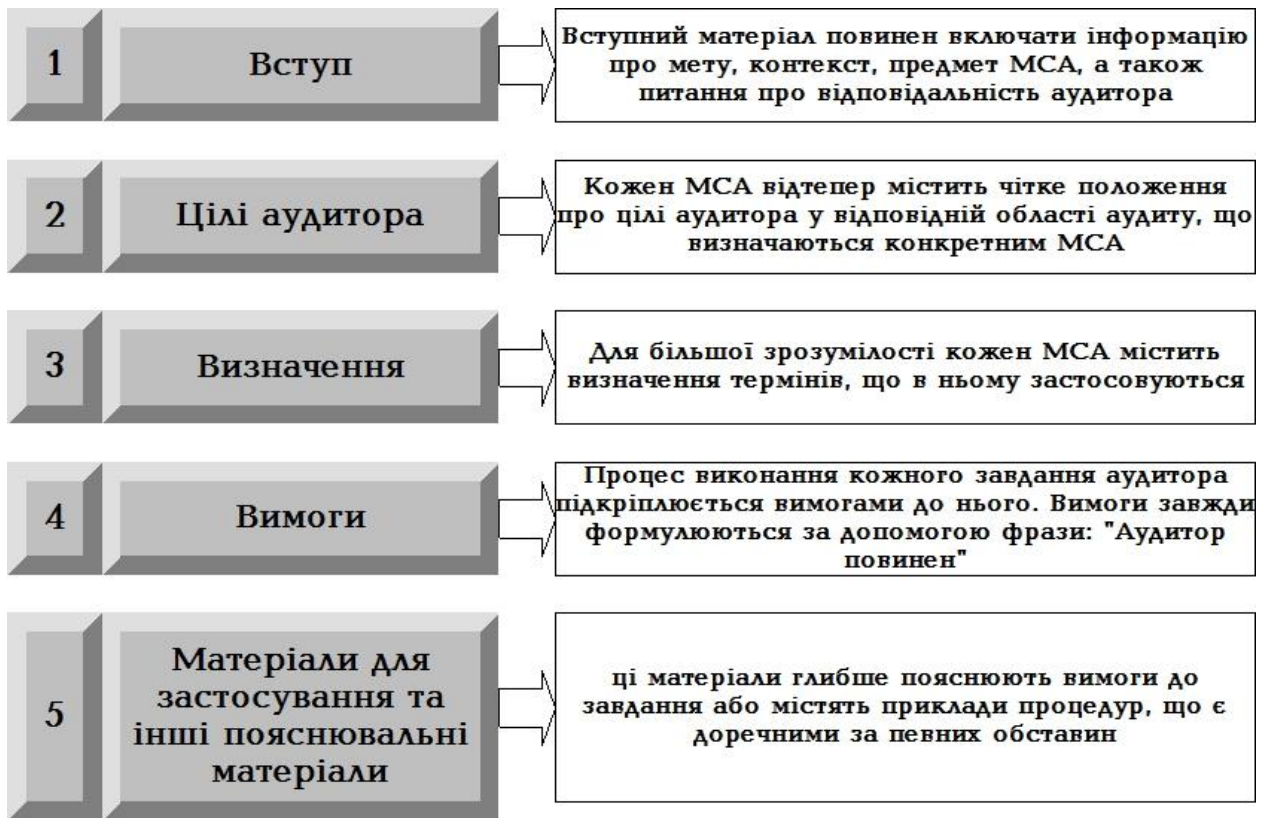 1
Вступ
Вступний матеріал повинен включати інформацію
про мету, контекст, предмет МСА, а також
питання про відповідальність аудитора
2
Цілі аудитора
Кожен МСА відтепер містить чітке положення
про цілі аудитора у відповідній області аудиту, що
визначаються конкретним МСА
3
Визначення
Для більшої зрозумілості кожен МСА містить
визначення термінів, що в ньому застосовуються
4
Вимоги
Процес виконання кожного завдання аудитора
підкріплюється вимогами до нього. Вимоги завжди
формулюються за допомогою фрази: "Аудитор
повинен"
5
Матеріали для
застосування та
інші пояснювальні
матеріали
ці матеріали глибше пояснюють вимоги до
завдання або містять приклади процедур, що є
доречними за певних обставин